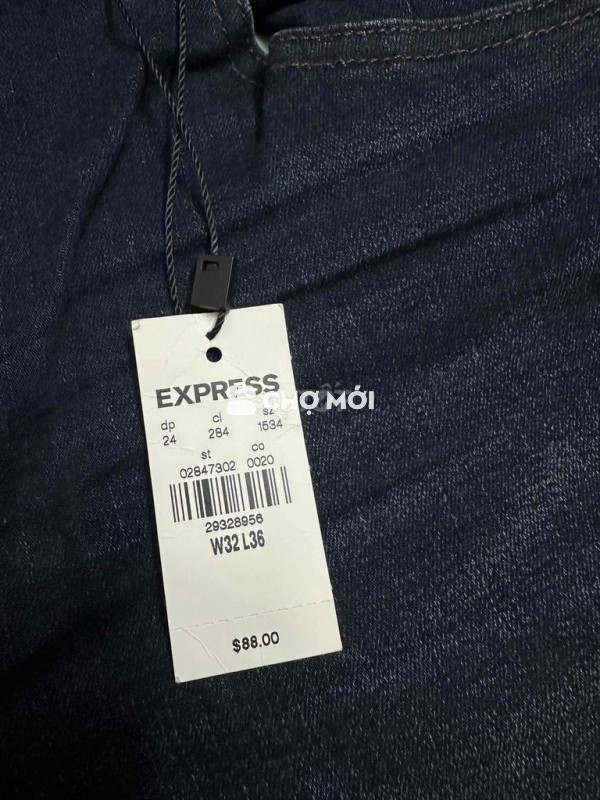 EXPRESS
CHỢ MỚI
dp cl sz
24 284 1534
st co
02847302 0020
29328956
W32 L36
$88.00